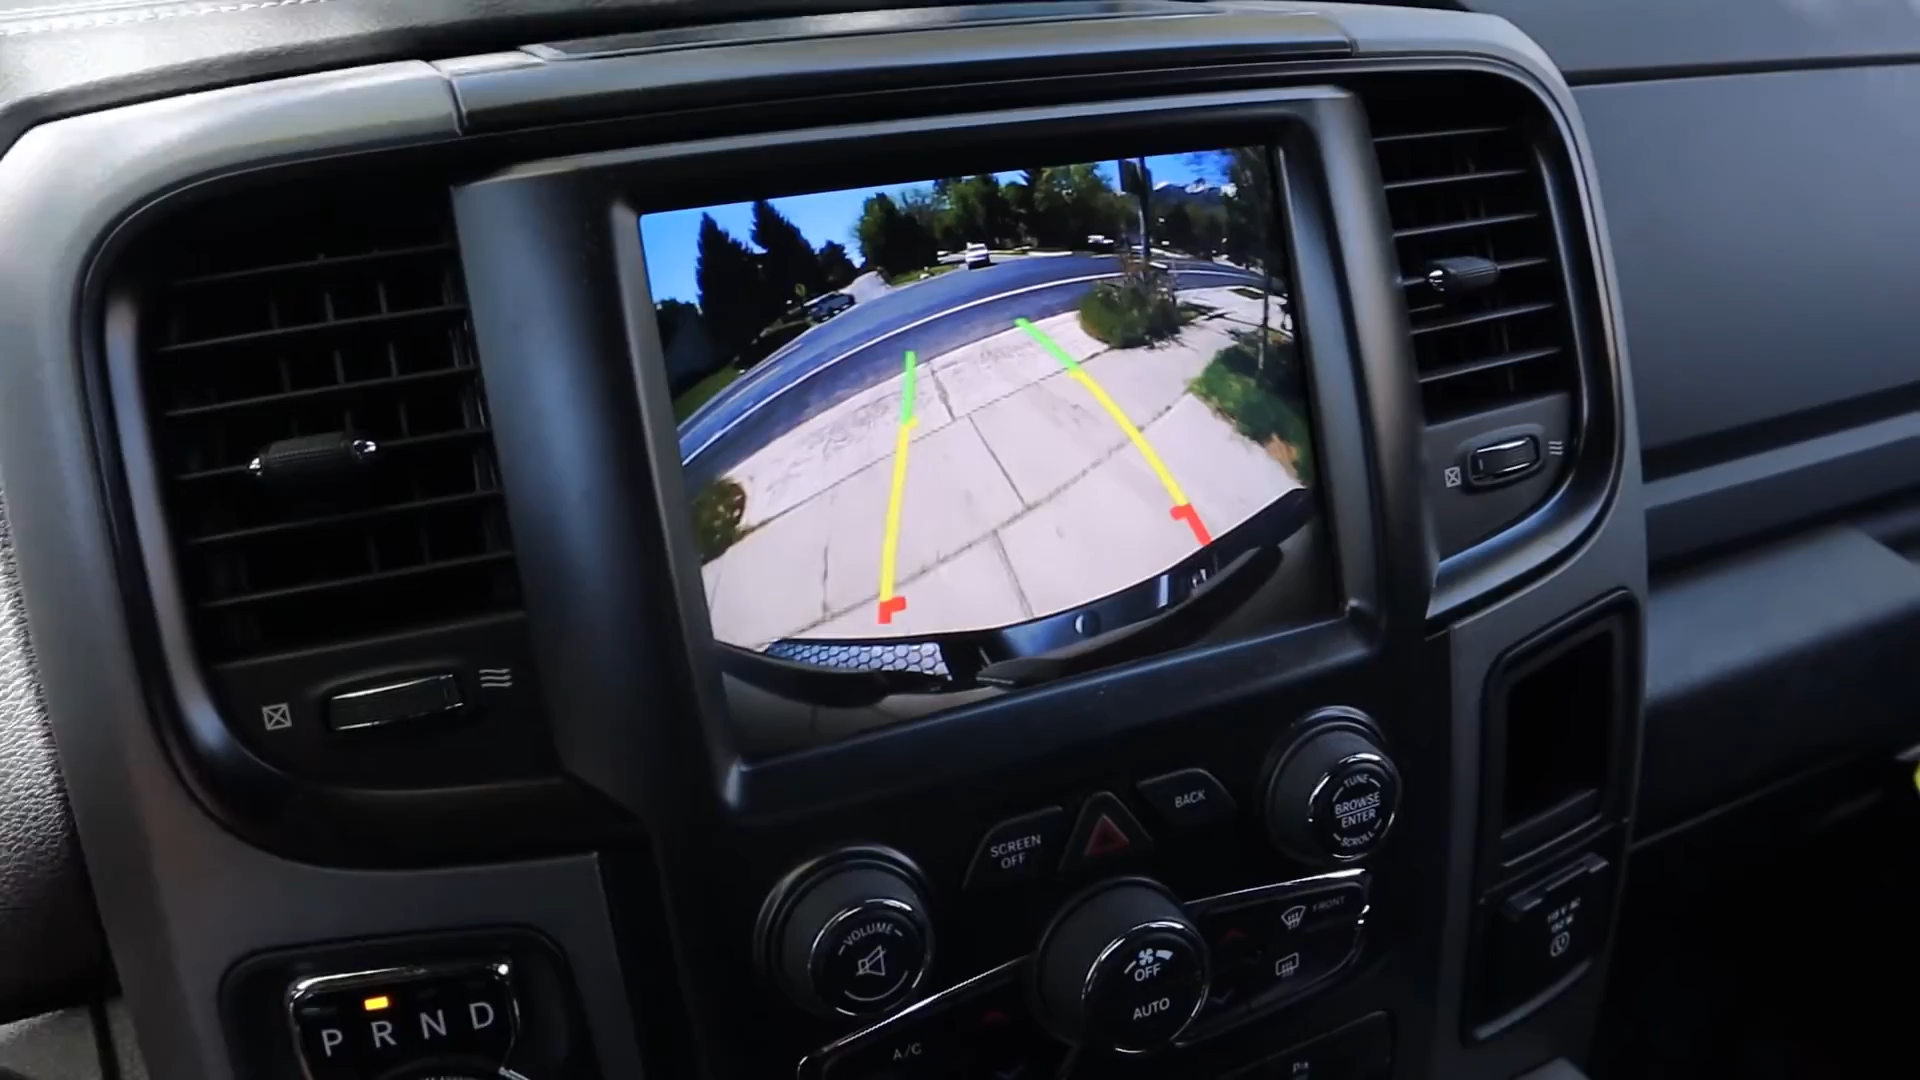 BACK
SCREEN
OFF
TUNE
BROWSE
ENTER
SCROLL
VOLUME
FRONT
OFF
AUTO
A/C
P R N D